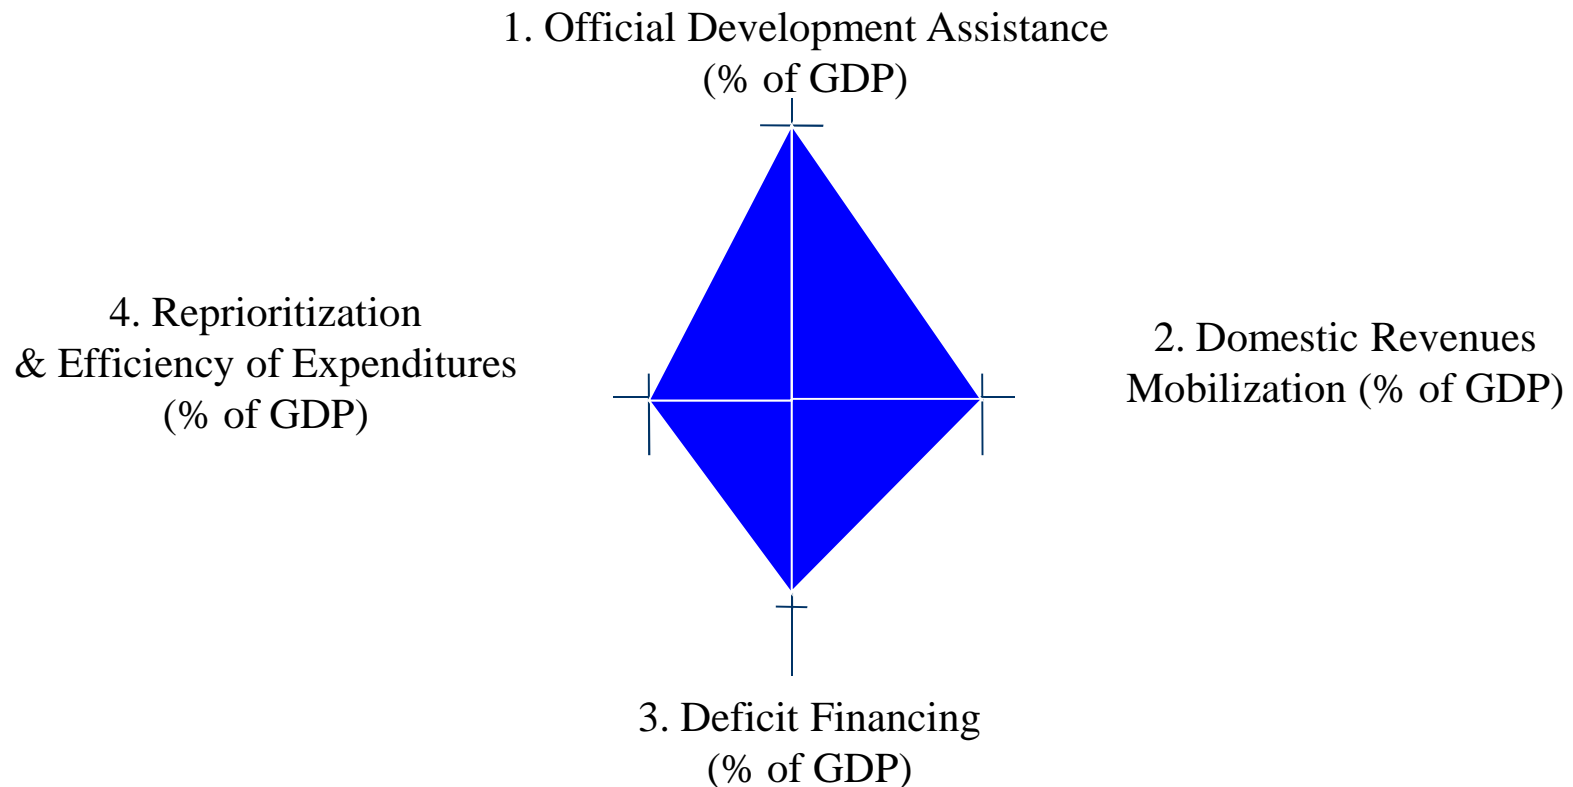 1. Official Development Assistance
(% of GDP)
4. Reprioritization
& Efficiency of Expenditures
(% of GDP)
2. Domestic Revenues
Mobilization (% of GDP)
3. Deficit Financing
(% of GDP)